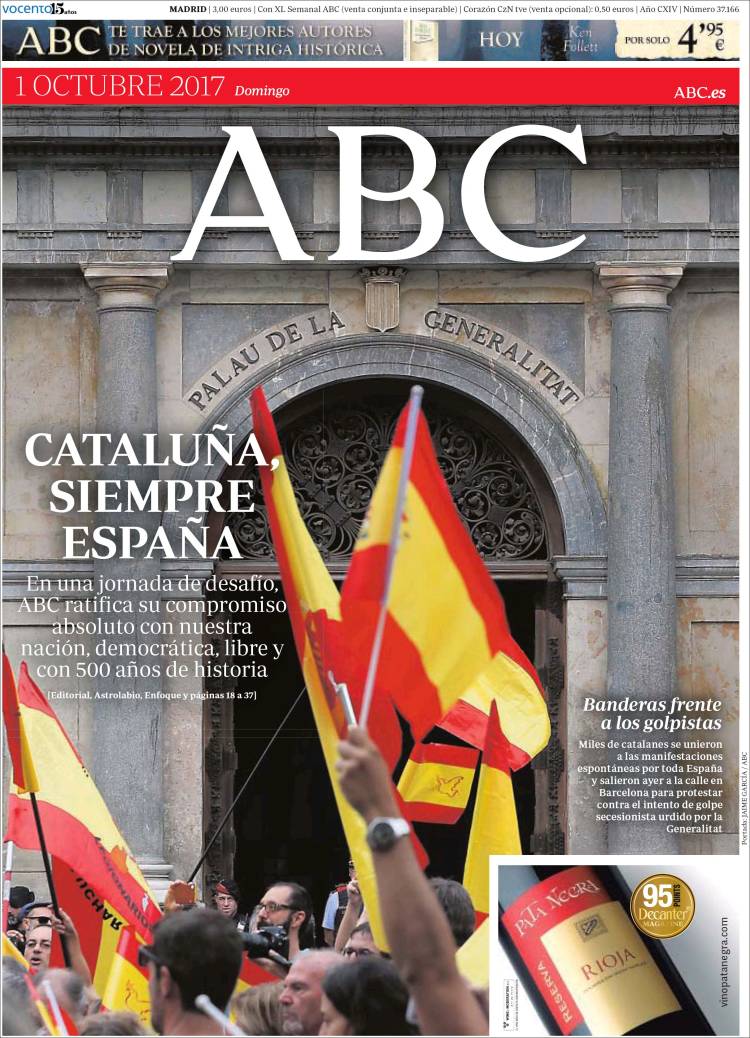 vocento 15 años
MADRID | 3,00 euros | Con XL Semanal ABC (venta conjunta e inseparable) | Corazón CzN tve (venta opcional): 0,50 euros | Año CXIV | Número 37.166
ABC TE TRAE A LOS MEJORES AUTORES
DE NOVELA DE INTRIGA HISTÓRICA
HOY
Ken
Follett
POR SOLO 4'95 €
1 OCTUBRE 2017 Domingo
ABC.es
ABC
PALAU DE LA GENERALITAT
CATALUÑA,
SIEMPRE
ESPAÑA
En una jornada de desafío,
ABC ratifica su compromiso
absoluto con nuestra
nación, democrática, libre y
con 500 años de historia
[Editorial, Astrolabio, Enfoque y páginas 18 a 37]
Banderas frente
a los golpistas
Miles de catalanes se unieron
a las manifestaciones
espontáneas por toda España
y salieron ayer a la calle en
Barcelona para protestar
contra el intento de golpe
secesionista urdido por la
Generalitat
Portada: JAIME GARCÍA / ABC
PATA NEGRA
RESERVA
RIOJA
95 POINTS
Decanter
MAGAZINE
vinopatanegra.com